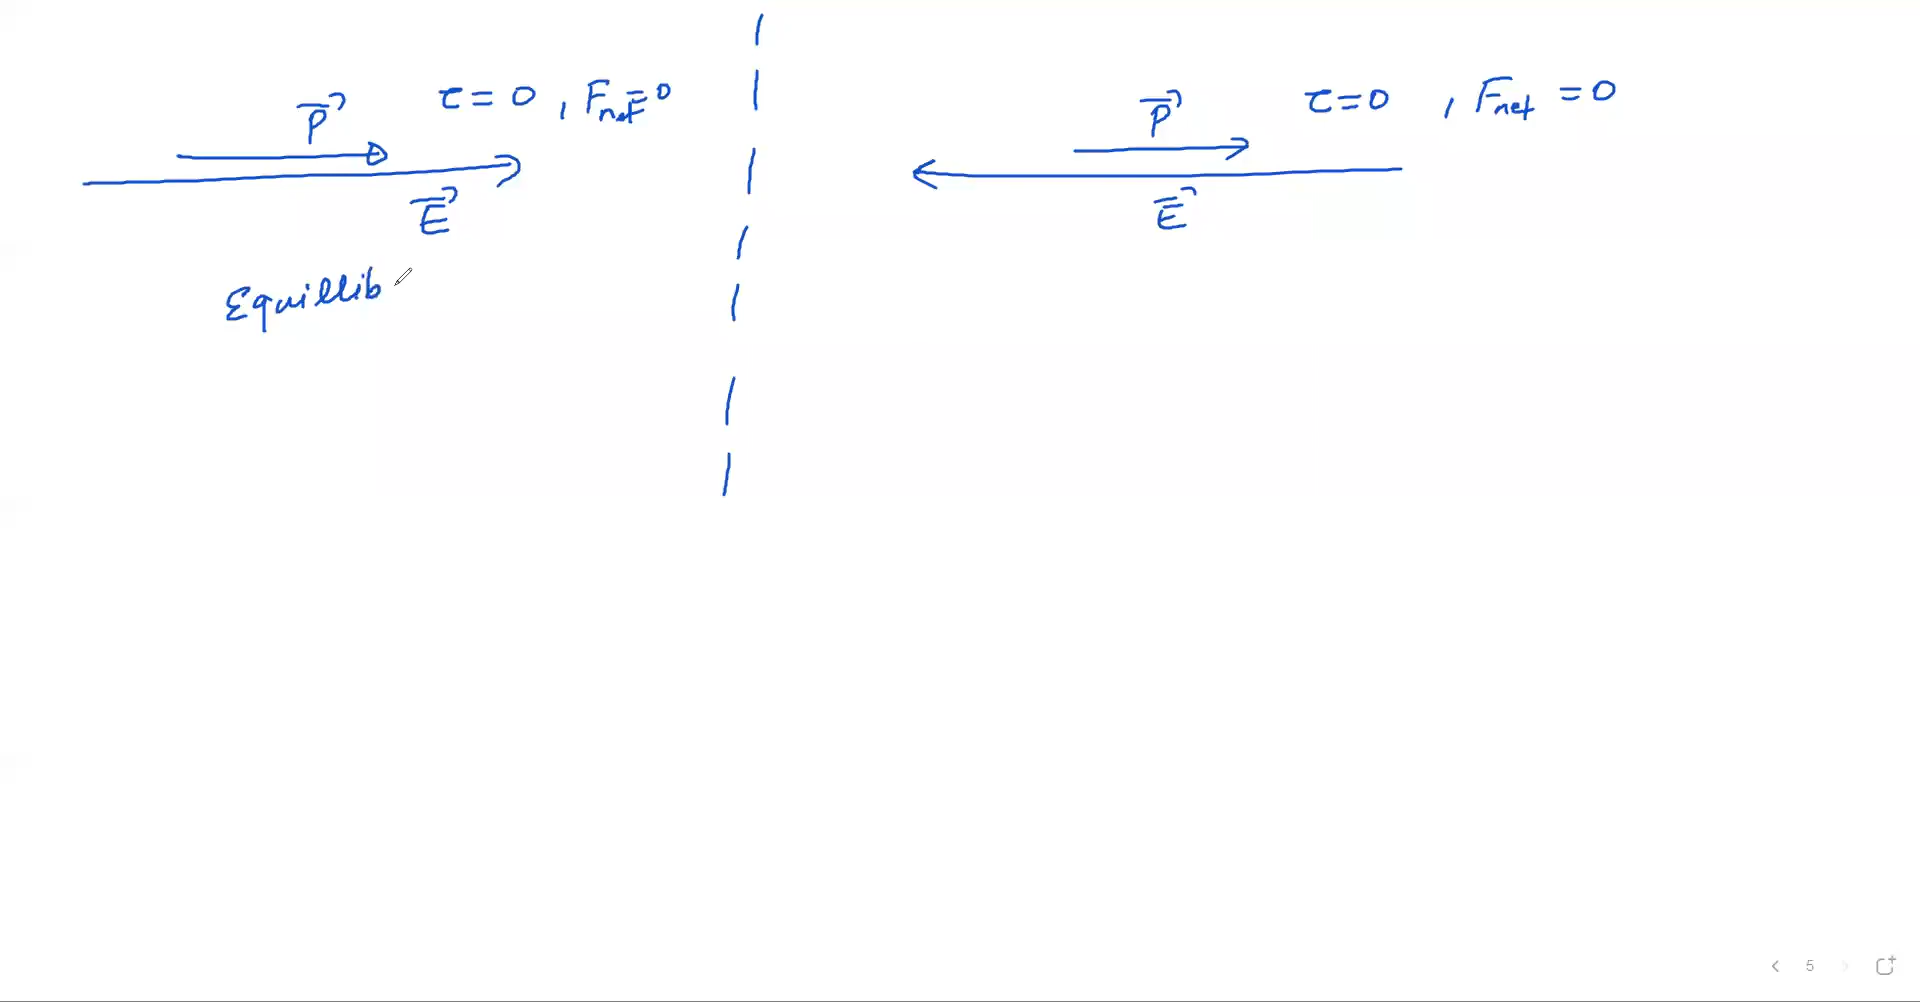 P⃗ τ = 0 , Fnet = 0
E⃗
Equillib
P⃗ τ = 0 , Fnet = 0
E⃗
5